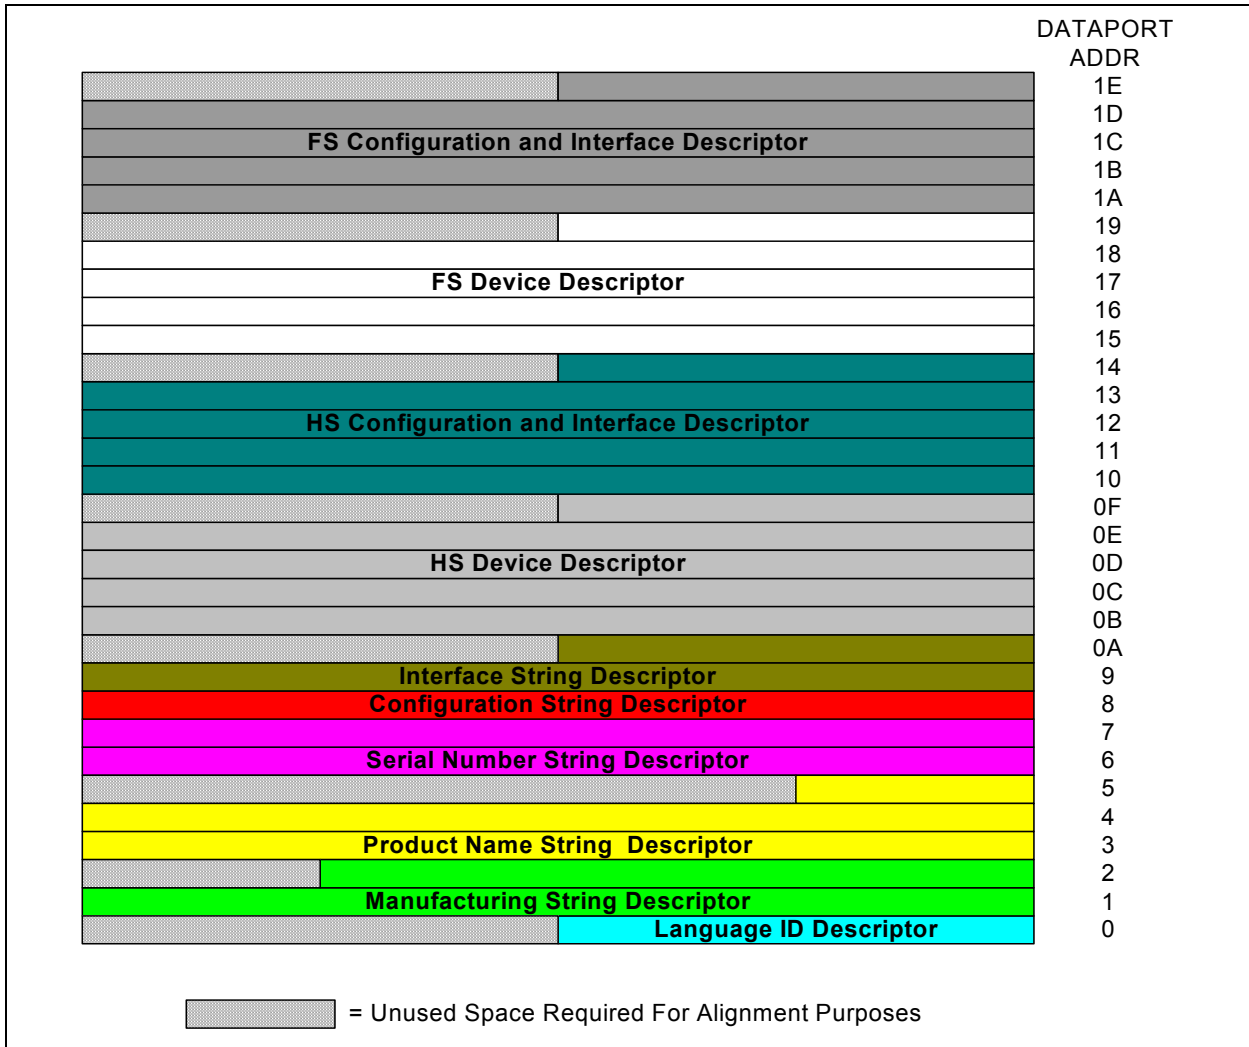 DATAPORT
ADDR
1E
1D
FS Configuration and Interface Descriptor 1C
1B
1A
19
18
FS Device Descriptor 17
16
15
14
13
HS Configuration and Interface Descriptor 12
11
10
0F
0E
HS Device Descriptor 0D
0C
0B
0A
Interface String Descriptor 9
Configuration String Descriptor 8
7
Serial Number String Descriptor 6
5
4
Product Name String Descriptor 3
2
Manufacturing String Descriptor 1
Language ID Descriptor 0
= Unused Space Required For Alignment Purposes